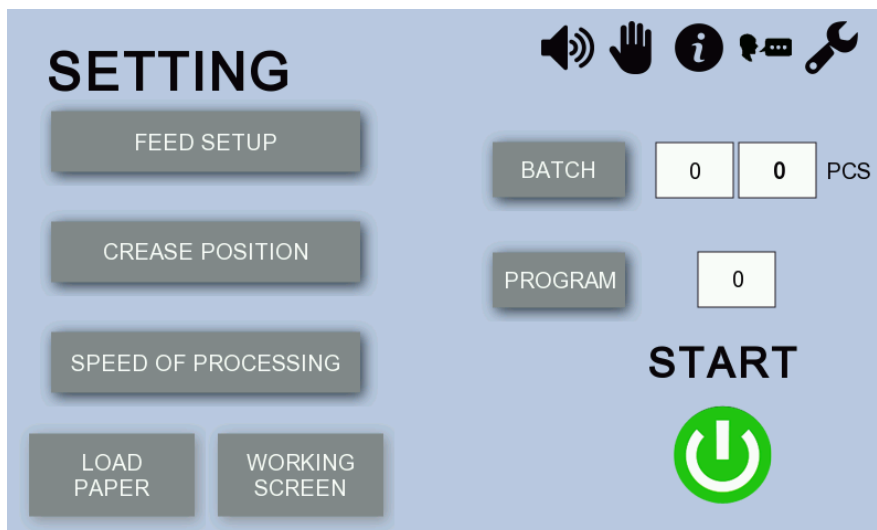 SETTING
FEED SETUP
CREASE POSITION
SPEED OF PROCESSING
LOAD
PAPER
WORKING
SCREEN
BATCH
0
0
PCS
PROGRAM
0
START